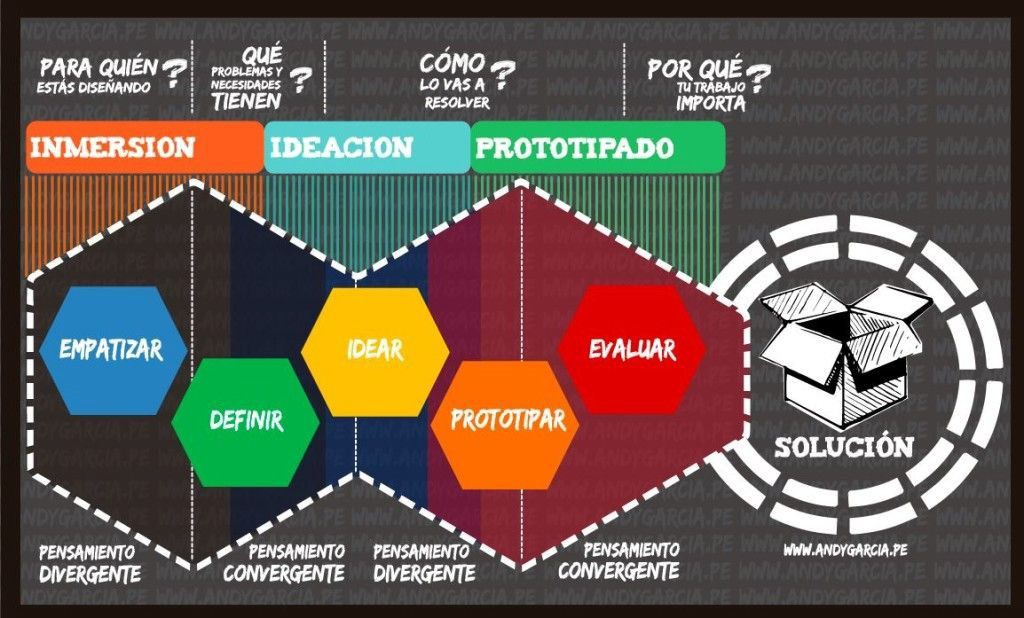 PARA QUIÉN
ESTÁS DISEÑANDO ?
QUÉ
PROBLEMAS Y
NECESIDADES
TIENEN ?
CÓMO
LO VAS A
RESOLVER ?
POR QUÉ
TU TRABAJO
IMPORTA ?
INMERSION
IDEACION
PROTOTIPADO
EMPATIZAR
DEFINIR
IDEAR
PROTOTIPAR
EVALUAR
SOLUCIÓN
WWW.ANDYGARCIA.PE
PENSAMIENTO
DIVERGENTE
PENSAMIENTO
CONVERGENTE
PENSAMIENTO
DIVERGENTE
PENSAMIENTO
CONVERGENTE